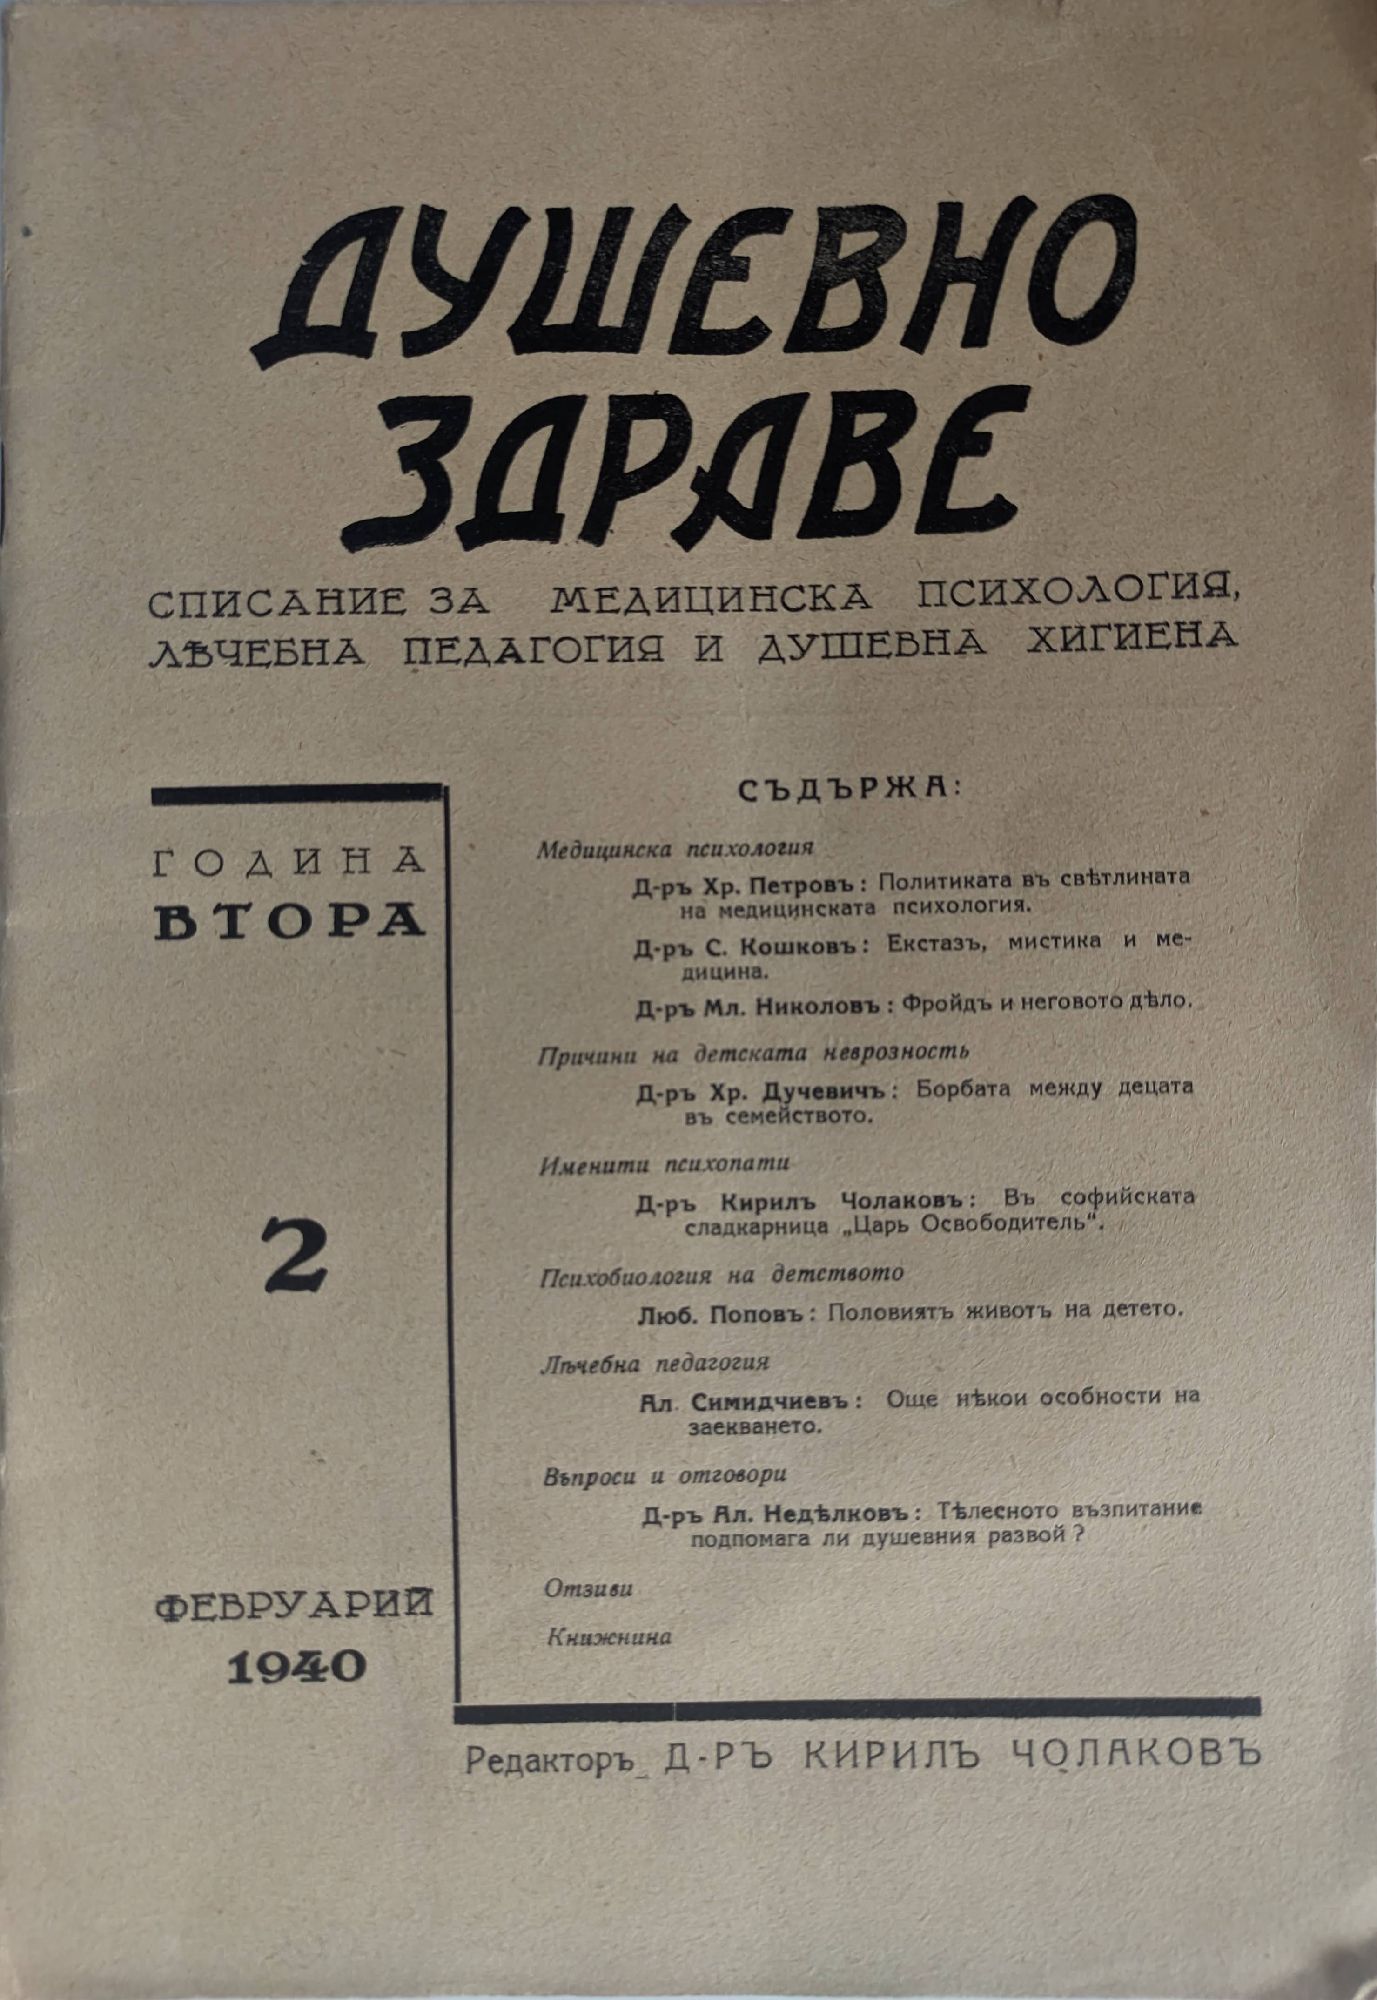 ДУШЕВНО
ЗДРАВЕ
СПИСАНИЕ ЗА МЕДИЦИНСКА ПСИХОЛОГИЯ,
ЛѢЧЕБНА ПЕДАГОГИЯ И ДУШЕВНА ХИГИЕНА
ГОДИНА
ВТОРА
2
ФЕВРУАРИЙ
1940
СЪДЪРЖА:
Медицинска психология
Д-ръ Хр. Петровъ: Политиката въ свѣтлината
на медицинската психология.
Д-ръ С. Кошковъ: Екстазъ, мистика и ме-
дицина.
Д-ръ Мл. Николовъ: Фройдъ и неговото дѣло.
Причини на детската неврозность
Д-ръ Хр. Дучевичъ: Борбата между децата
въ семейството.
Именити психопати
Д-ръ Кирилъ Чолаковъ: Въ софийската
сладкарница „Царь Освободитель“.
Психобиология на детството
Люб. Поповъ: Половиятъ животъ на детето.
Лѣчебна педагогия
Ал. Симидчиевъ: Още нѣкои особности на
заекването.
Въпроси и отговори
Д-ръ Ал. Недѣлковъ: Тѣлесното възпитание
подпомага ли душевния развой?
Отзиви
Книжнина
Редакторъ Д-РЪ КИРИЛЪ ЧОЛАКОВЪ